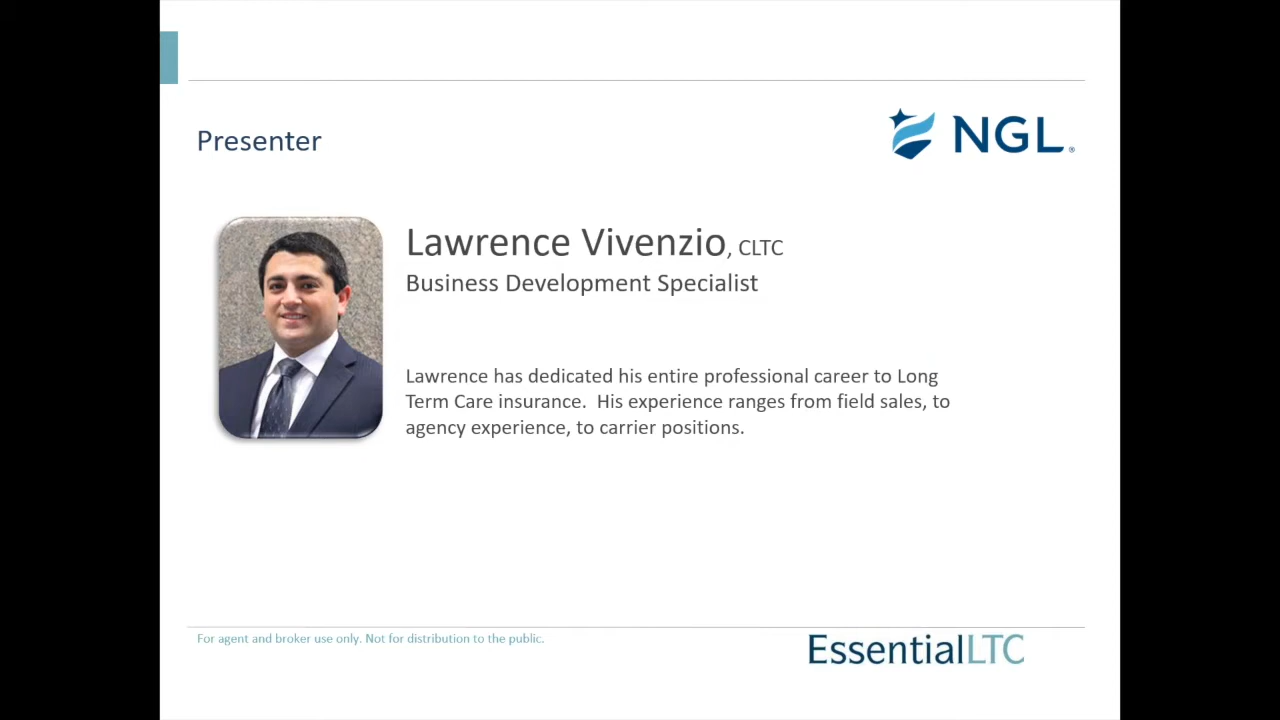 Presenter
NGL®
Lawrence Vivenzio, CLTC
Business Development Specialist
Lawrence has dedicated his entire professional career to Long
Term Care insurance.  His experience ranges from field sales, to
agency experience, to carrier positions.
For agent and broker use only. Not for distribution to the public.
EssentialLTC